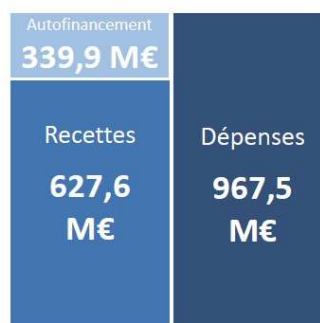 Autofinancement
339,9 M€
Recettes
627,6
M€
Dépenses
967,5
M€